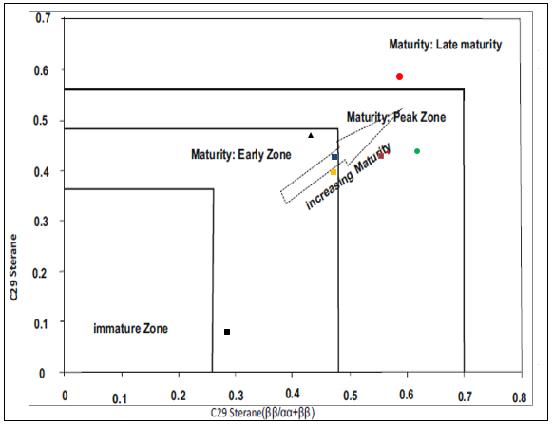 0.7
Maturity: Late maturity
0.6
Maturity: Peak Zone
0.5
Maturity: Early Zone
0.4
increasing Maturity
0.3
C29 Sterane
0.2
0.1
immature Zone
0
0 0.1 0.2 0.3 0.4 0.5 0.6 0.7 0.8
C29 Sterane(ββ/αα+ββ)